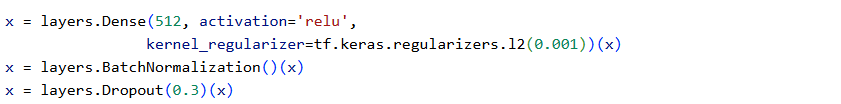 x = layers.Dense(512, activation='relu',
                 kernel_regularizer=tf.keras.regularizers.l2(0.001))(x)
x = layers.BatchNormalization()(x)
x = layers.Dropout(0.3)(x)